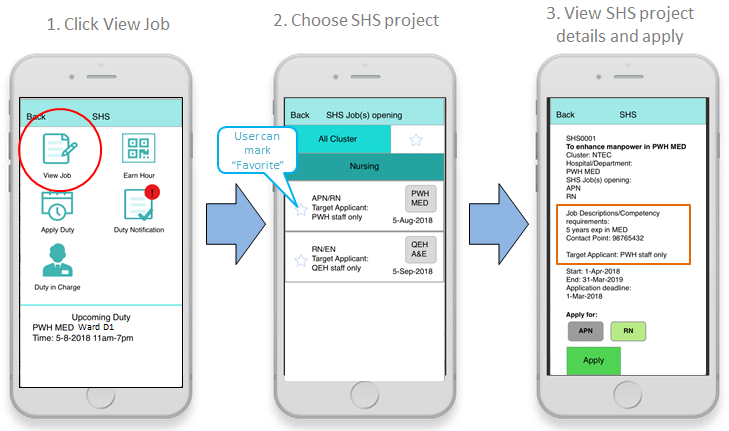 1. Click View Job
Back SHS
View Job Earn Hour
Apply Duty Duty Notification
Duty in Charge
Upcoming Duty
PWH MED Ward D1
Time: 5-8-2018 11am-7pm
2. Choose SHS project
Back SHS Job(s) opening
All Cluster
User can
mark
“Favorite”
Nursing
APN/RN
Target Applicant:
PWH staff only
PWH
MED
5-Aug-2018
RN/EN
Target Applicant:
QEH staff only
QEH
A&E
5-Sep-2018
3. View SHS project
details and apply
Back SHS
SHS0001
To enhance manpower in PWH MED
Cluster: NTEC
Hospital/Department:
PWH MED
SHS Job(s) opening:
APN
RN
Job Descriptions/Competency
requirements:
5 years exp in MED
Contact Point: 98765432
Target Applicant: PWH staff only
Start: 1-Apr-2018
End: 31-Mar-2019
Application deadline:
1-Mar-2018
Apply for:
APN RN
Apply